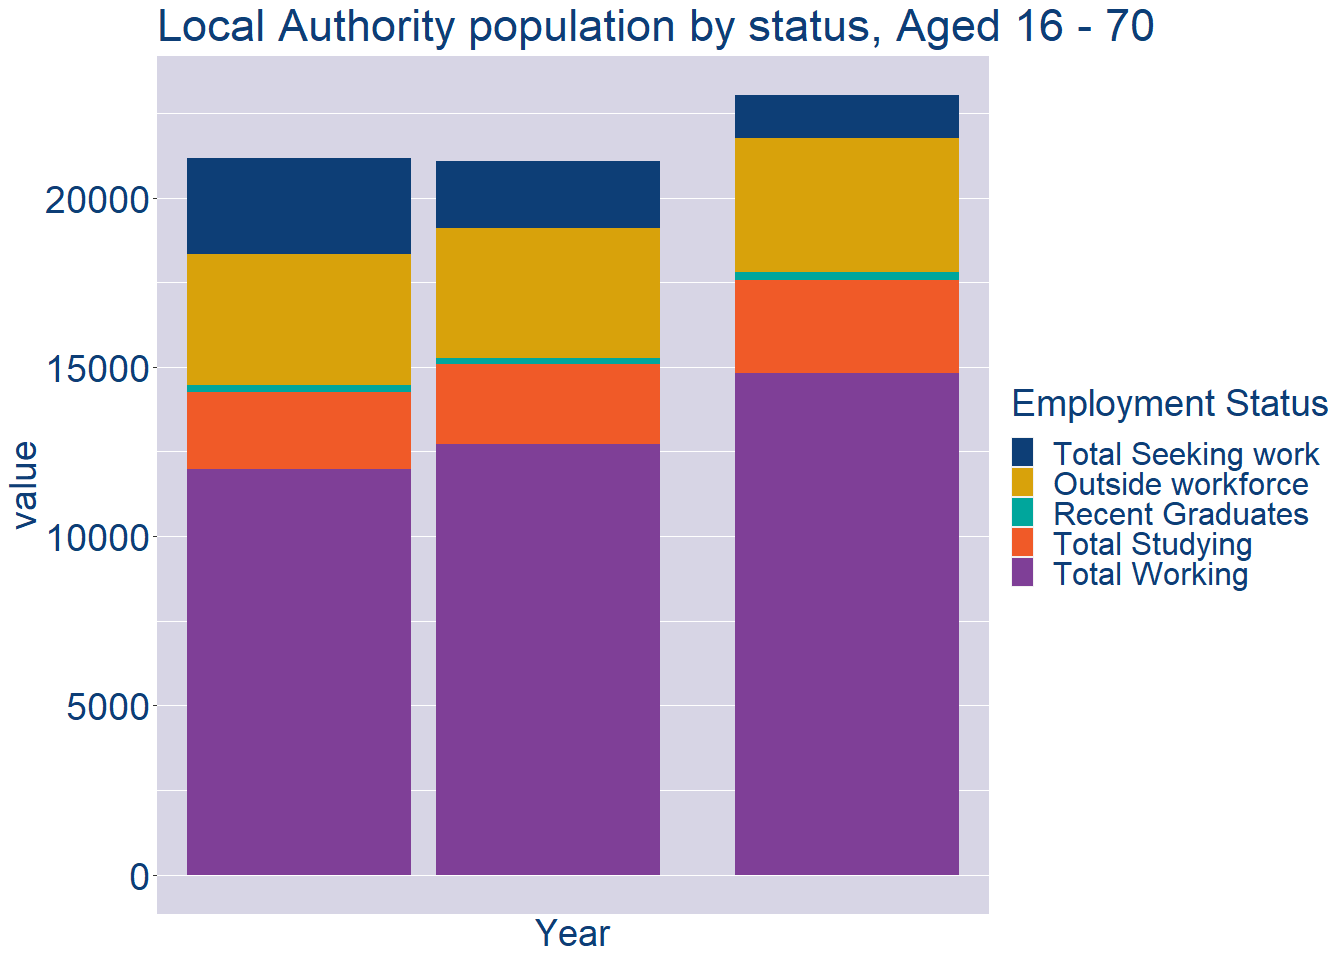 Local Authority population by status, Aged 16 - 70
20000
15000
10000
5000
0
value
Year
Employment Status
Total Seeking work
Outside workforce
Recent Graduates
Total Studying
Total Working